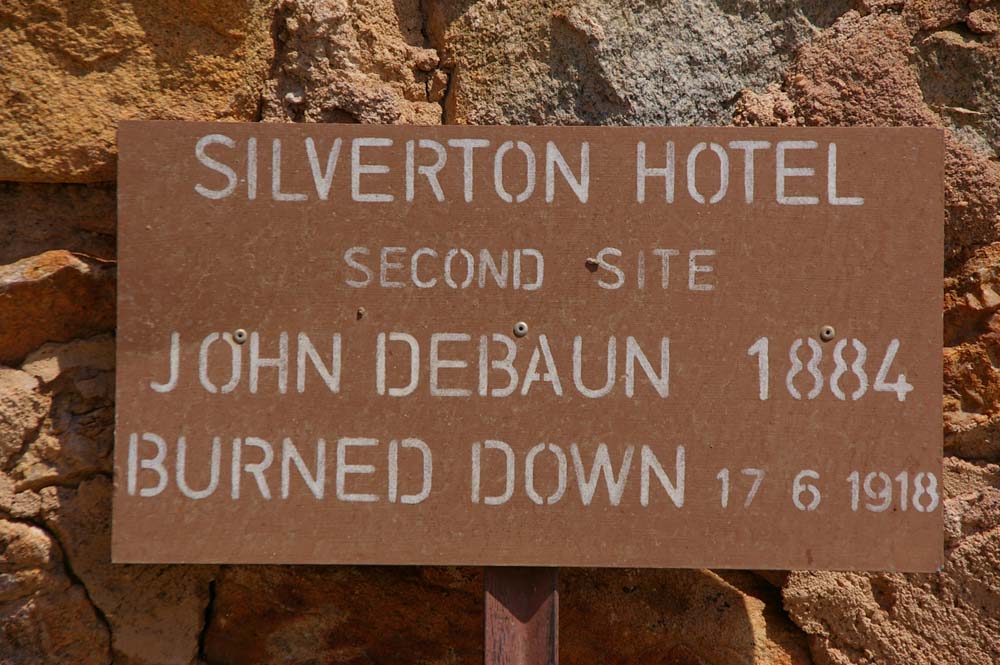 SILVERTON HOTEL
SECOND SITE
JOHN DEBAUN 1884
BURNED DOWN 17 6 1918